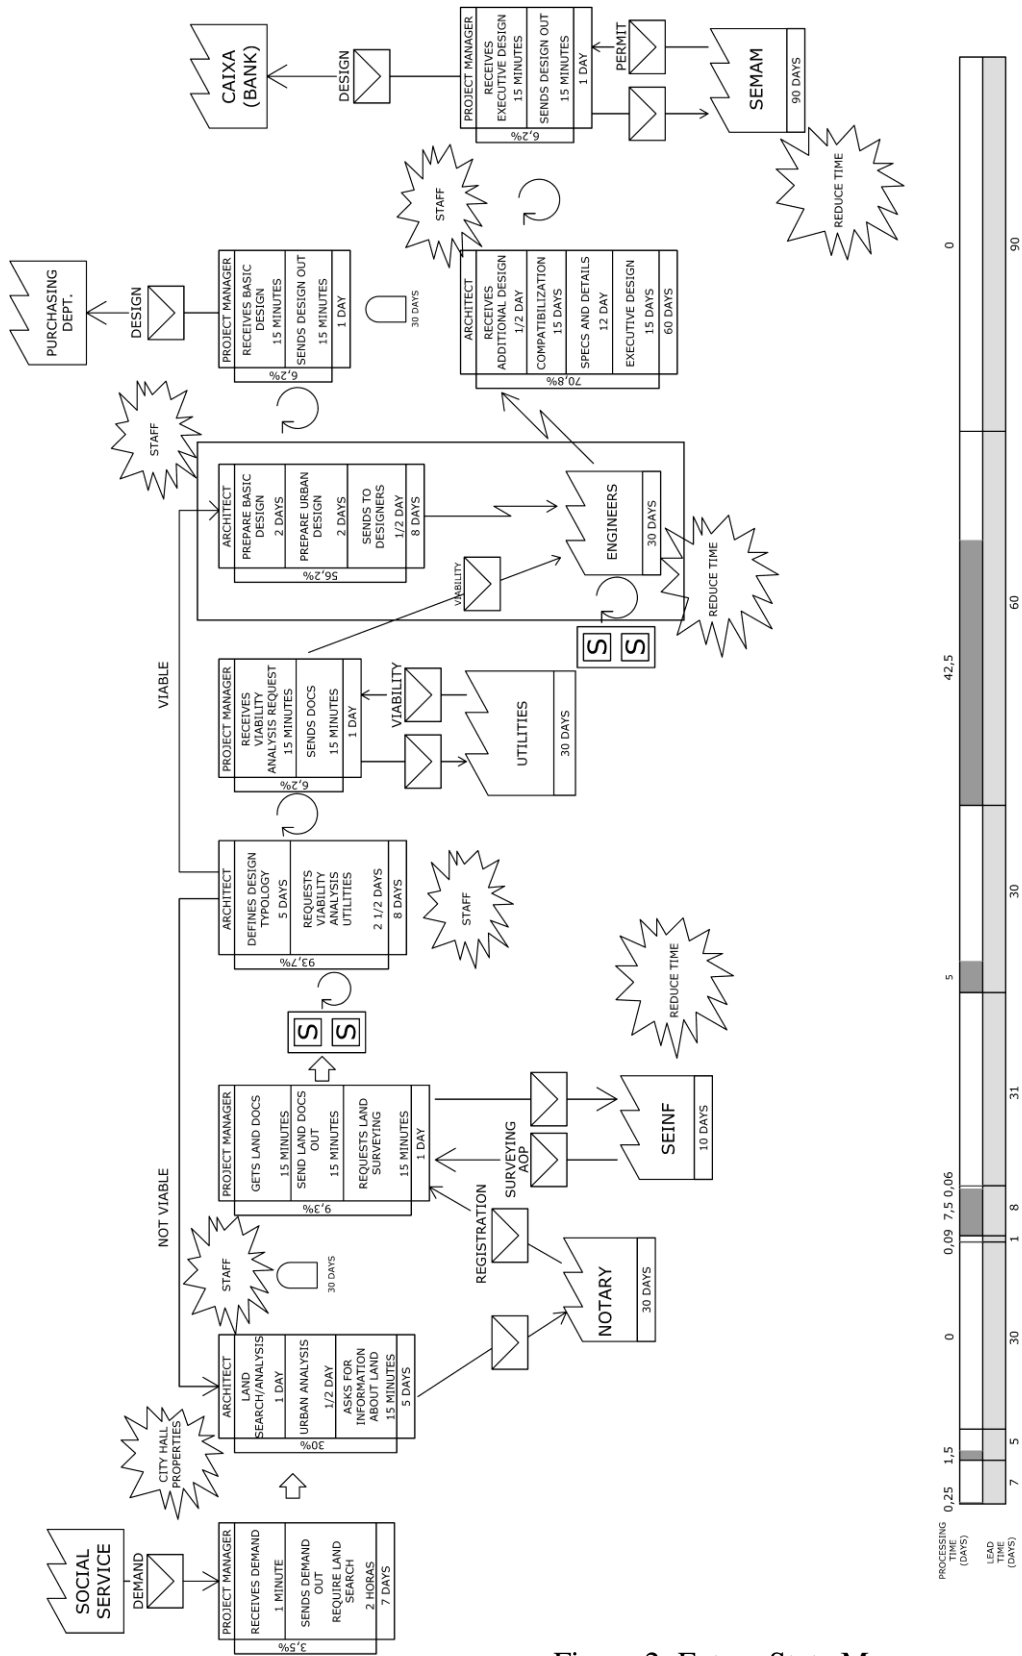 SOCIAL
SERVICE
DEMAND
PROJECT MANAGER
RECEIVES DEMAND
1 MINUTE
SENDS DEMAND
OUT
REQUIRE LAND
SEARCH
2 HORAS
7 DAYS
3,5%
CITY HALL
PROPERTIES
ARCHITECT
LAND
SEARCH/ANALYSIS
1 DAY
URBAN ANALYSIS
1/2 DAY
ASKS FOR
INFORMATION
ABOUT LAND
15 MINUTES
5 DAYS
30%
STAFF
30 DAYS
NOTARY
30 DAYS
REGISTRATION
NOT VIABLE
PROJECT MANAGER
GETS LAND DOCS
15 MINUTES
SEND LAND DOCS
OUT
15 MINUTES
REQUESTS LAND
SURVEYING
15 MINUTES
1 DAY
9,3%
SURVEYING
AOP
SEINF
10 DAYS
REDUCE TIME
S S
ARCHITECT
DEFINES DESIGN
TYPOLOGY
5 DAYS
REQUESTS
VIABILITY
ANALYSIS
UTILITIES
2 1/2 DAYS
8 DAYS
93,7%
STAFF
VIABLE
PROJECT MANAGER
RECEIVES
VIABILITY
ANALYSIS REQUEST
15 MINUTES
SENDS DOCS
15 MINUTES
1 DAY
6,2%
VIABILITY
UTILITIES
30 DAYS
VIABILITY
S S
ARCHITECT
PREPARE BASIC
DESIGN
2 DAYS
PREPARE URBAN
DESIGN
2 DAYS
SENDS TO
DESIGNERS
1/2 DAY
8 DAYS
56,2%
ENGINEERS
30 DAYS
REDUCE TIME
STAFF
PURCHASING
DEPT.
DESIGN
PROJECT MANAGER
RECEIVES BASIC
DESIGN
15 MINUTES
SENDS DESIGN OUT
15 MINUTES
1 DAY
6,2%
30 DAYS
ARCHITECT
RECEIVES
ADDITIONAL DESIGN
1/2 DAY
COMPATIBILIZATION
15 DAYS
SPECS AND DETAILS
12 DAY
EXECUTIVE DESIGN
15 DAYS
60 DAYS
70,8%
STAFF
CAIXA
(BANK)
DESIGN
PROJECT MANAGER
RECEIVES
EXECUTIVE DESIGN
15 MINUTES
SENDS DESIGN OUT
15 MINUTES
1 DAY
6,2%
PERMIT
SEMAM
90 DAYS
REDUCE TIME
PROCESSING
TIME
(DAYS)
0,25 1,5 0 0,09 7,5 0,06 5 42,5 0
LEAD
TIME
(DAYS)
7 5 30 1 8 31 30 60 90